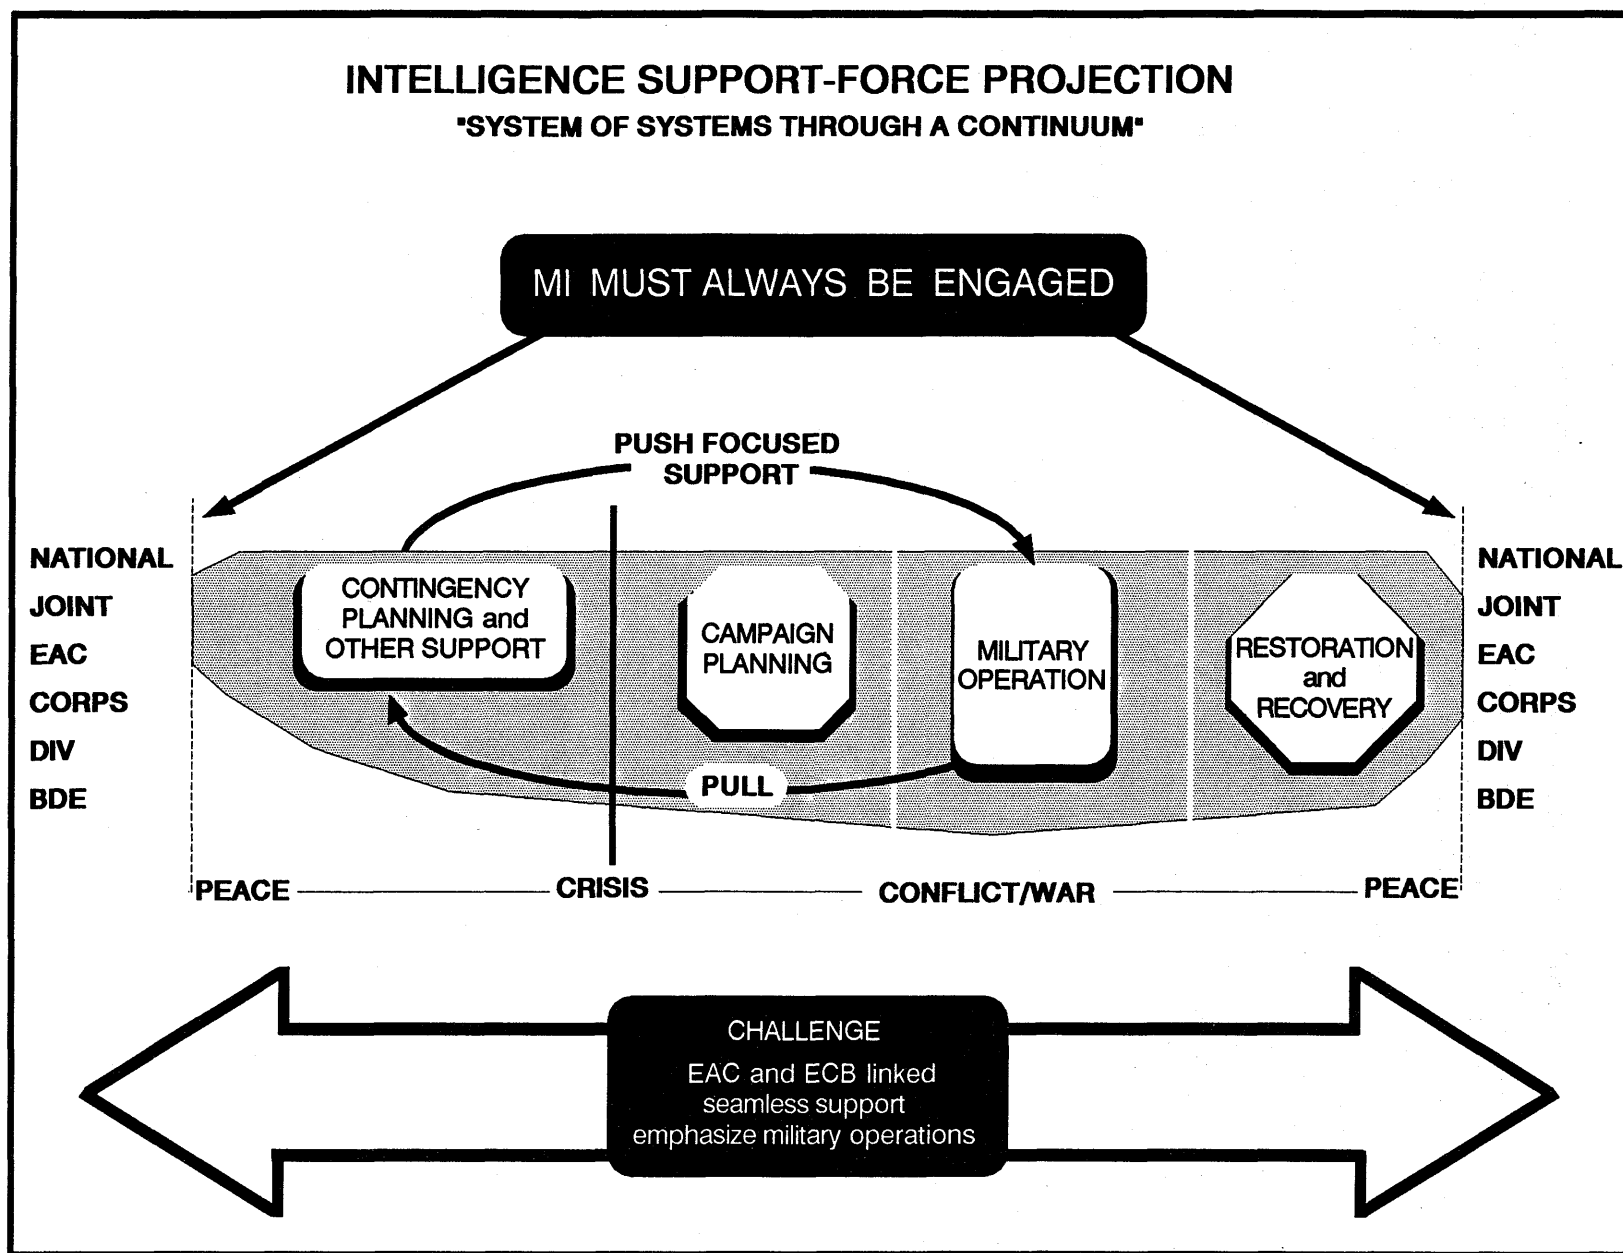 INTELLIGENCE SUPPORT-FORCE PROJECTION
"SYSTEM OF SYSTEMS THROUGH A CONTINUUM"
MI MUST ALWAYS BE ENGAGED
PUSH FOCUSED
SUPPORT
NATIONAL
JOINT
EAC
CORPS
DIV
BDE
CONTINGENCY
PLANNING and
OTHER SUPPORT
CAMPAIGN
PLANNING
MILITARY
OPERATION
RESTORATION
and
RECOVERY
PULL
NATIONAL
JOINT
EAC
CORPS
DIV
BDE
PEACE
CRISIS
CONFLICT/WAR
PEACE
CHALLENGE
EAC and ECB linked
seamless support
emphasize military operations